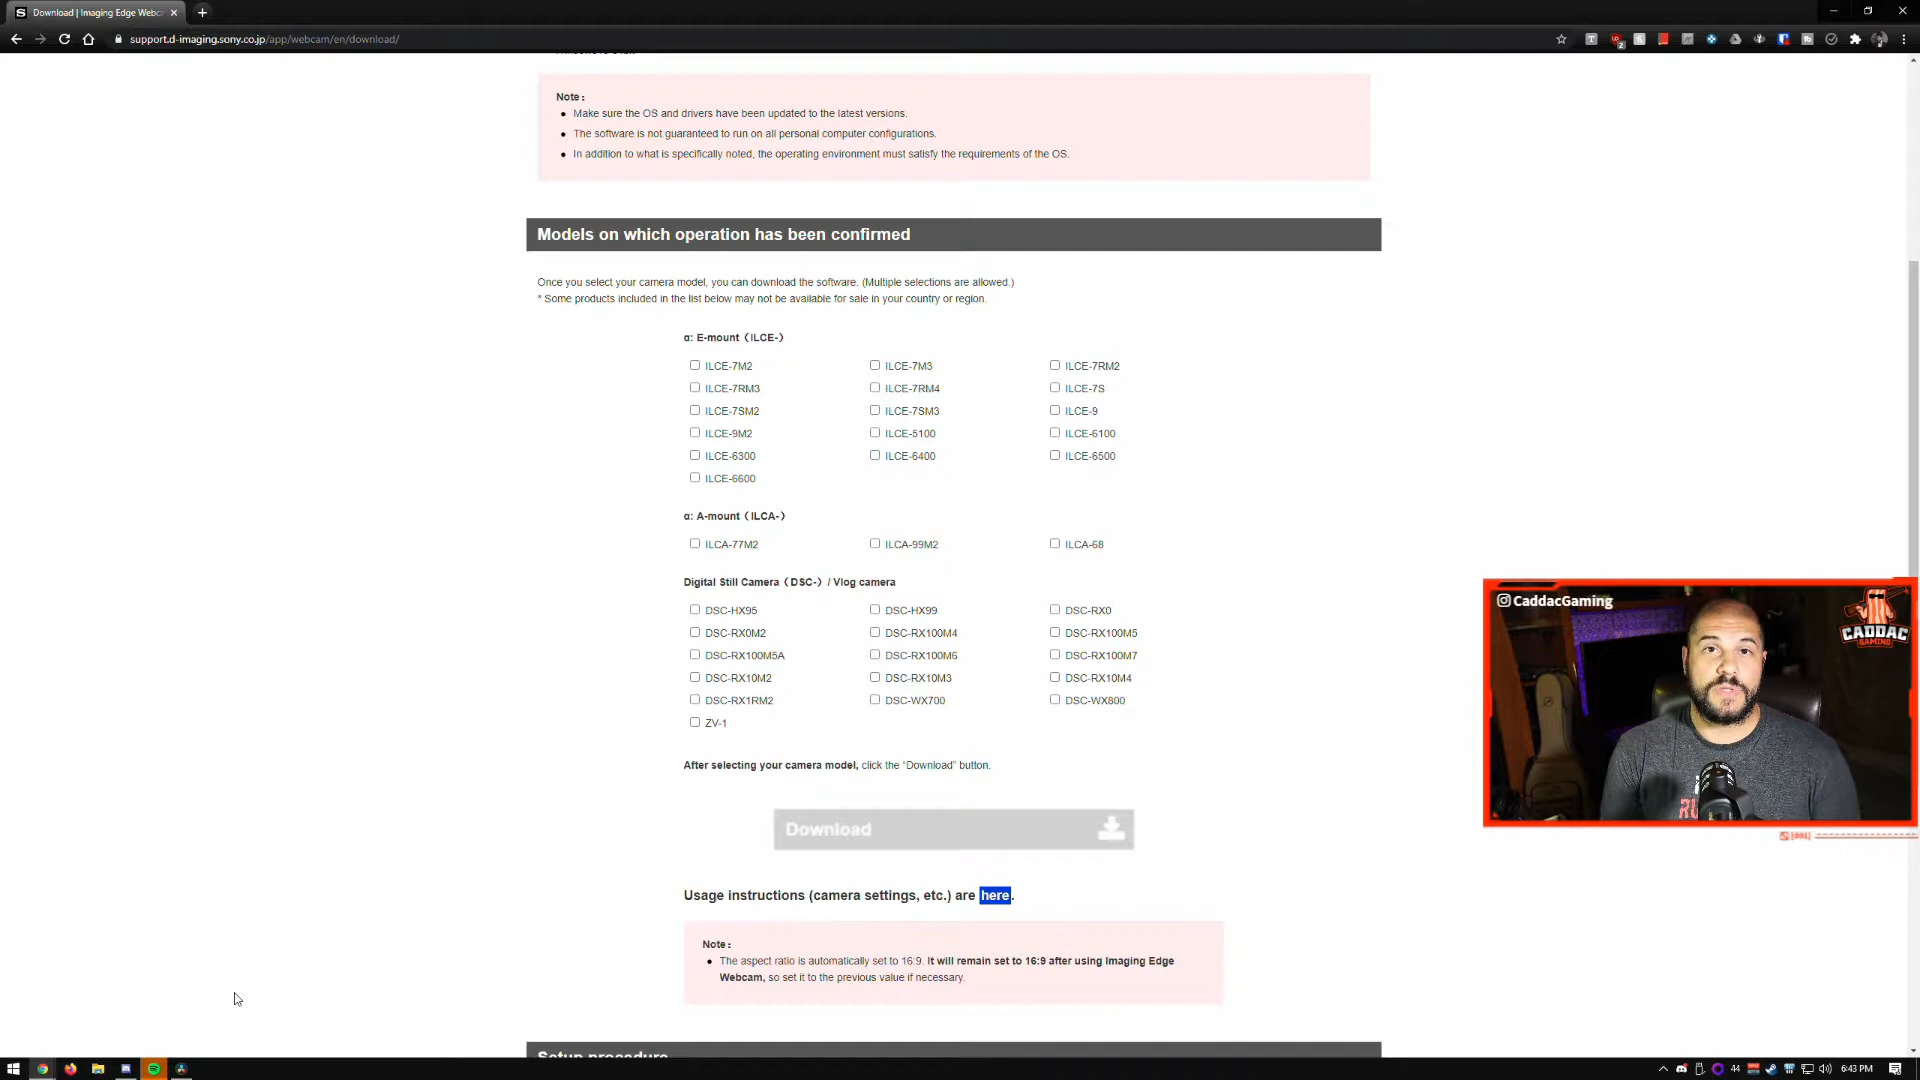 Download | Imaging Edge Webc
support.d-imaging.sony.co.jp/app/webcam/en/download/
Note :
Make sure the OS and drivers have been updated to the latest versions.
The software is not guaranteed to run on all personal computer configurations.
In addition to what is specifically noted, the operating environment must satisfy the requirements of the OS.
Models on which operation has been confirmed
Once you select your camera model, you can download the software. (Multiple selections are allowed.)
* Some products included in the list below may not be available for sale in your country or region.
α: E-mount（ILCE-）
ILCE-7M2 ILCE-7M3 ILCE-7RM2
ILCE-7RM3 ILCE-7RM4 ILCE-7S
ILCE-7SM2 ILCE-7SM3 ILCE-9
ILCE-9M2 ILCE-5100 ILCE-6100
ILCE-6300 ILCE-6400 ILCE-6500
ILCE-6600
α: A-mount（ILCA-）
ILCA-77M2 ILCA-99M2 ILCA-68
Digital Still Camera（DSC-）/ Vlog camera
DSC-HX95 DSC-HX99 DSC-RX0
DSC-RX0M2 DSC-RX100M4 DSC-RX100M5
DSC-RX100M5A DSC-RX100M6 DSC-RX100M7
DSC-RX10M2 DSC-RX10M3 DSC-RX10M4
DSC-RX1RM2 DSC-WX700 DSC-WX800
ZV-1
After selecting your camera model, click the “Download” button.
Download
Usage instructions (camera settings, etc.) are here.
Note :
The aspect ratio is automatically set to 16:9. It will remain set to 16:9 after using Imaging Edge
Webcam, so set it to the previous value if necessary.
Setup procedure
CaddacGaming
CADDAC
GAMING
RU
[001]
44
6:43 PM